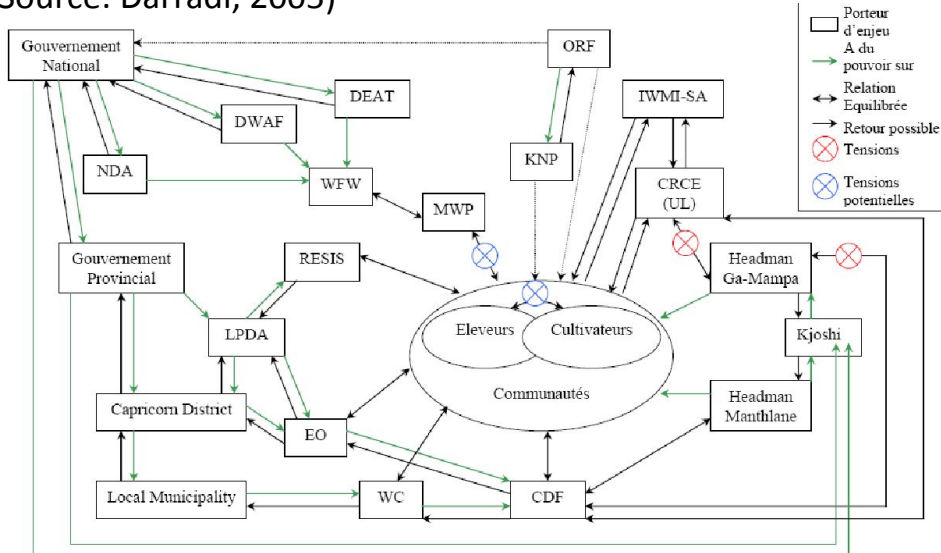 Source: Darradi, 2005)
Gouvernement
National
ORF
DEAT
IWMI-SA
DWAF
KNP
NDA
WFW
CRCE
(UL)
MWP
Gouvernement
Provincial
RESIS
Headman
Ga-Mampa
LPDA
Eleveurs
Cultivateurs
Kjoshi
Communautés
Capricorn District
EO
Headman
Manthlane
Local Municipality
WC
CDF
Porteur
d'enjeu
A du
pouvoir sur
Relation
Equilibrée
Retour possible
Tensions
Tensions
potentielles